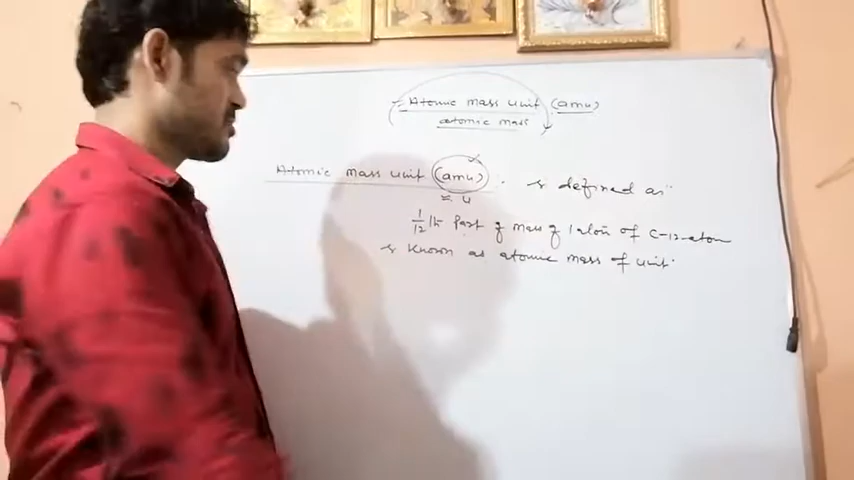 Atomic mass unit (amu)
atomic mass
Atomic mass unit (amu) is defined as
= u
1/12 th Part of mass of 1 atom of C-12-atom
is known as atomic mass of unit.